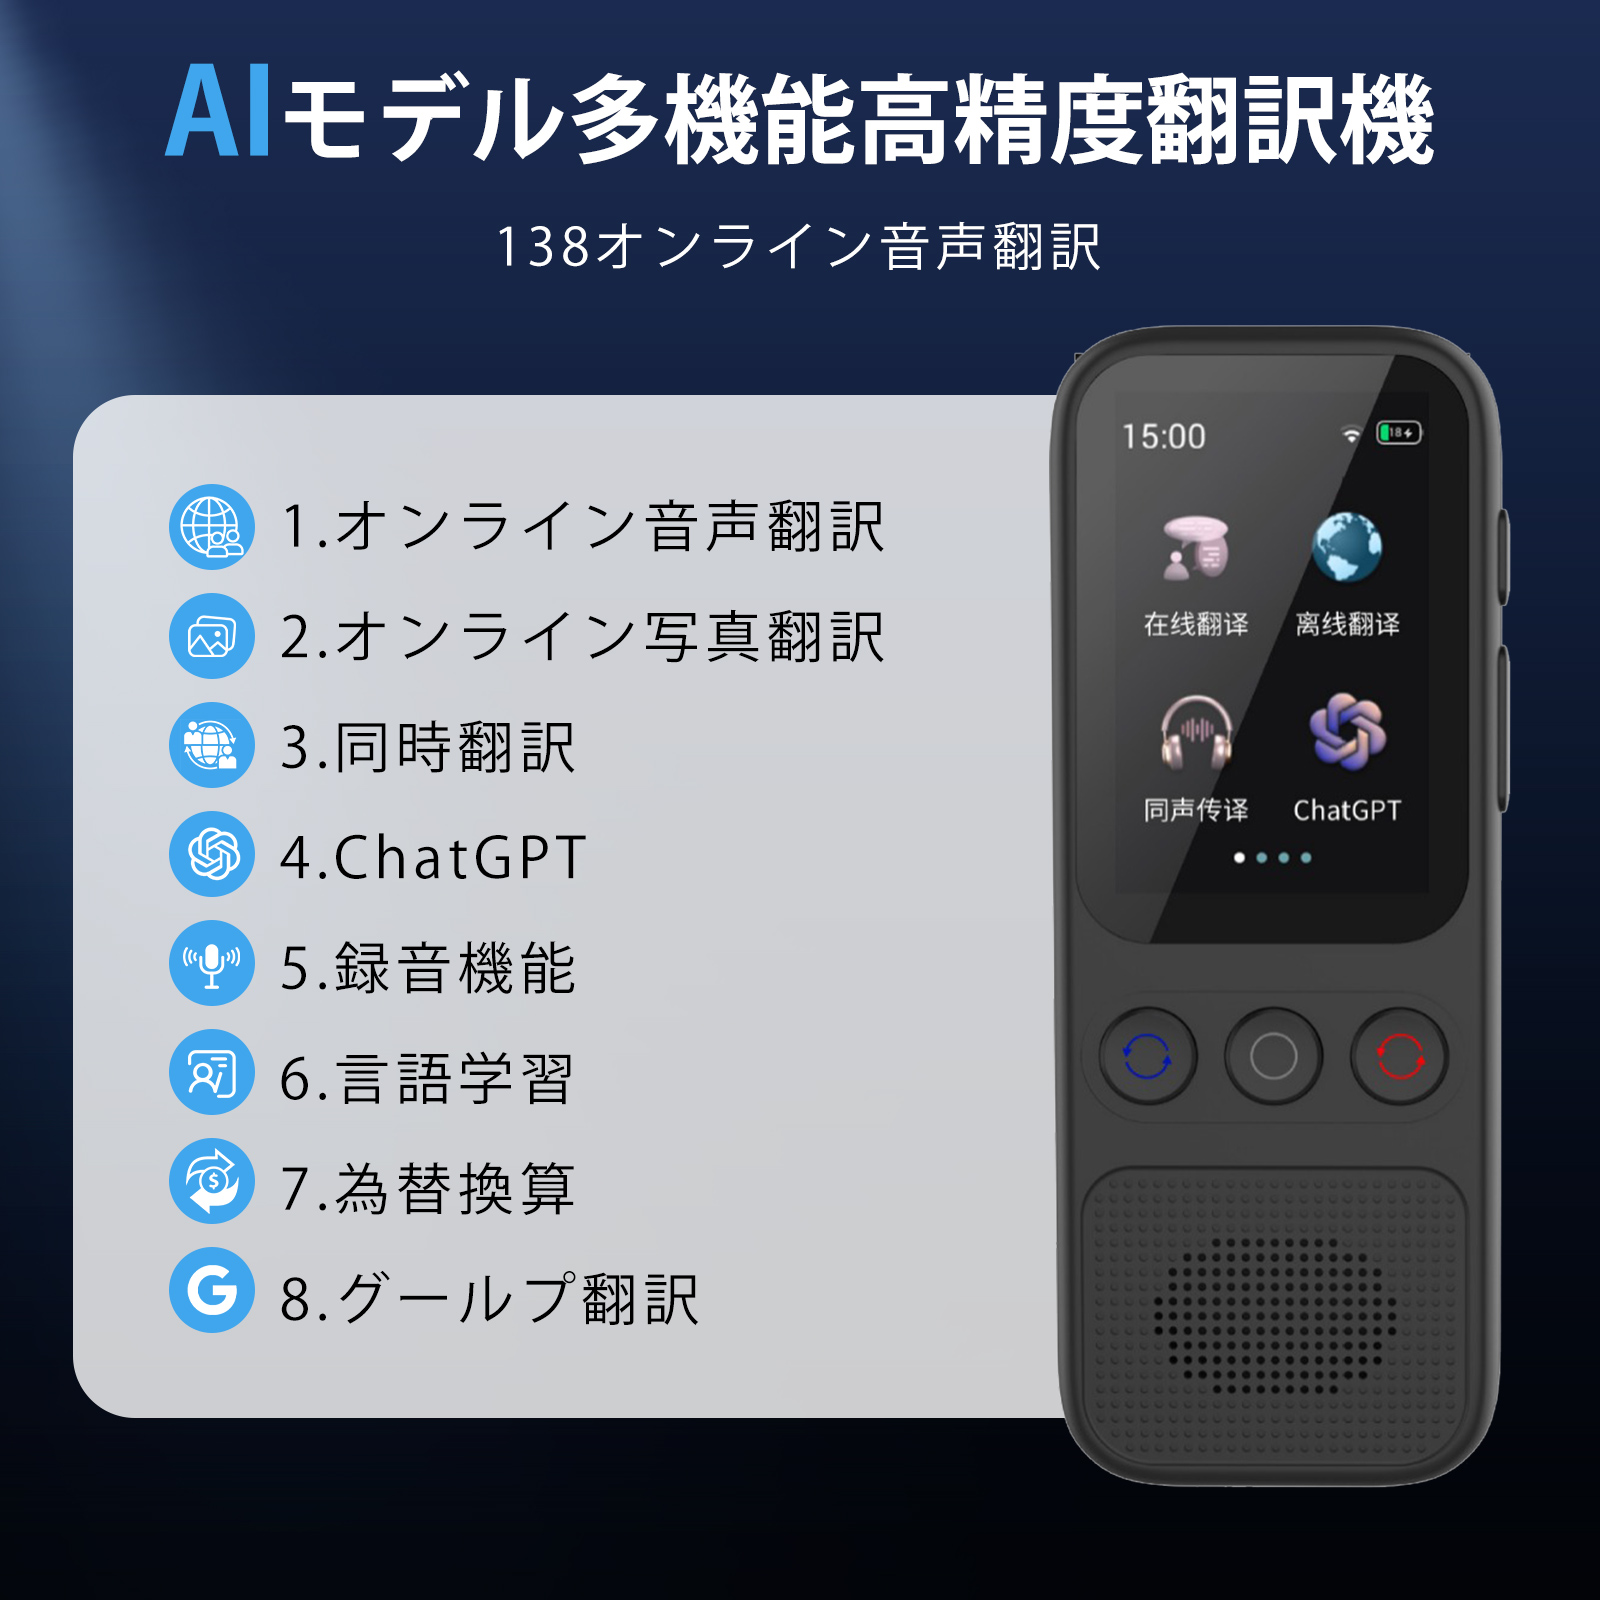 AIモデル多機能高精度翻訳機
138オンライン音声翻訳
1.オンライン音声翻訳
2.オンライン写真翻訳
3.同時翻訳
4.ChatGPT
5.録音機能
6.言語学習
7.為替換算
8.グールプ翻訳
15:00
18
在线翻译
离线翻译
同声传译
ChatGPT